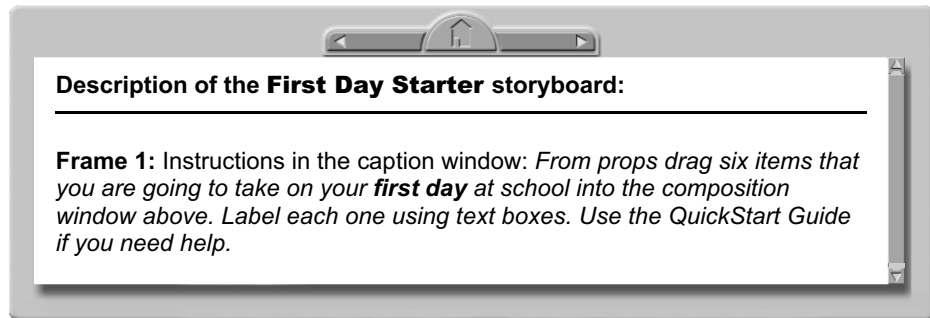 Description of the First Day Starter storyboard:
Frame 1: Instructions in the caption window: From props drag six items that
you are going to take on your first day at school into the composition
window above. Label each one using text boxes. Use the QuickStart Guide
if you need help.